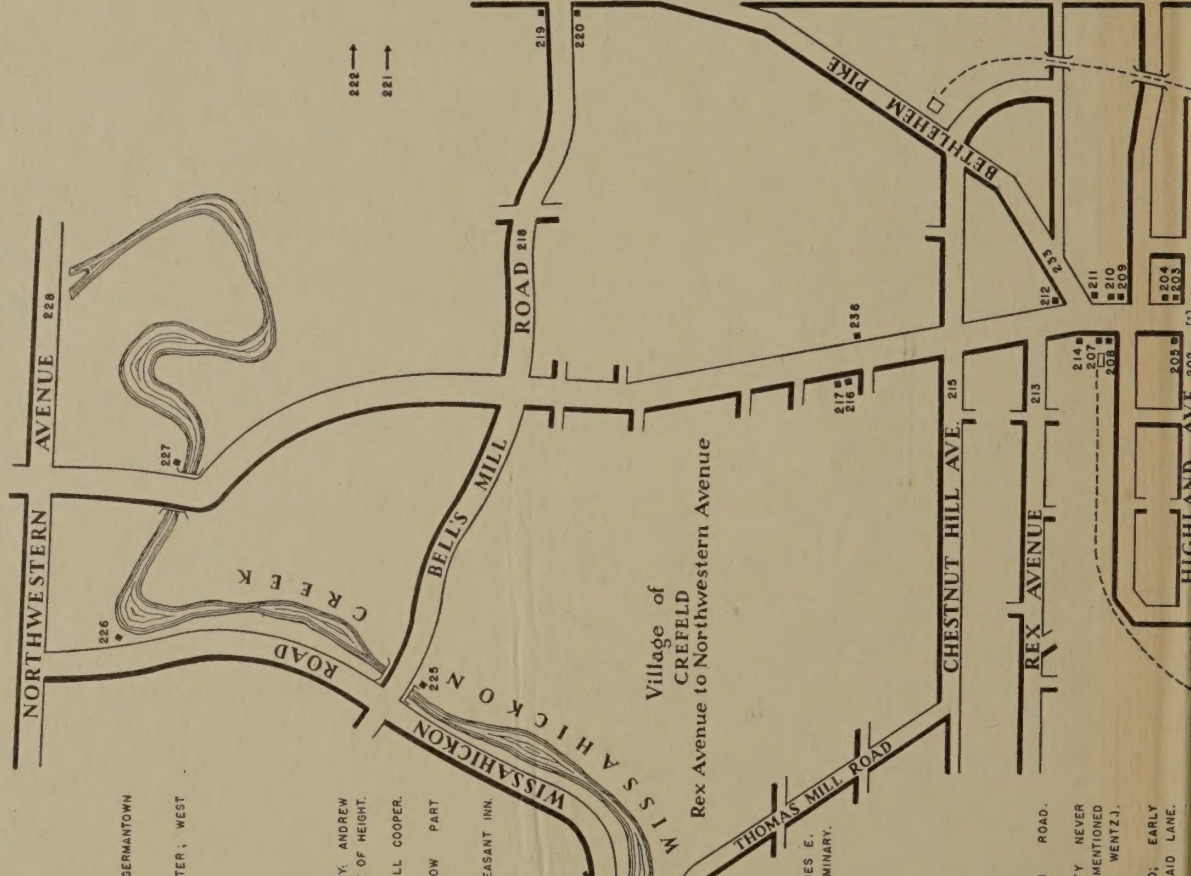 NORTHWESTERN AVENUE 228
227
226
CREEK
ROAD
WISSAHICKON
225
WISSAHICKON
BELL'S MILL ROAD 218
219
220
222 →
221 →
BETHLEHEM PIKE
233
236
217
216
Village of
CREFELD
Rex Avenue to Northwestern Avenue
THOMAS MILL ROAD
CHESTNUT HILL AVE. 215
REX AVENUE 213
212
211
210
209
214
207
208
204
203
205
HIGHLAND AVE. 202
GERMANTOWN
TER; WEST
Y: ANDREW
OF HEIGHT.
LL COOPER.
OW PART
EASANT INN.
ES E.
MINARY.
ROAD.
Y NEVER
MENTIONED
WENTZ).
D; EARLY
AID LANE.